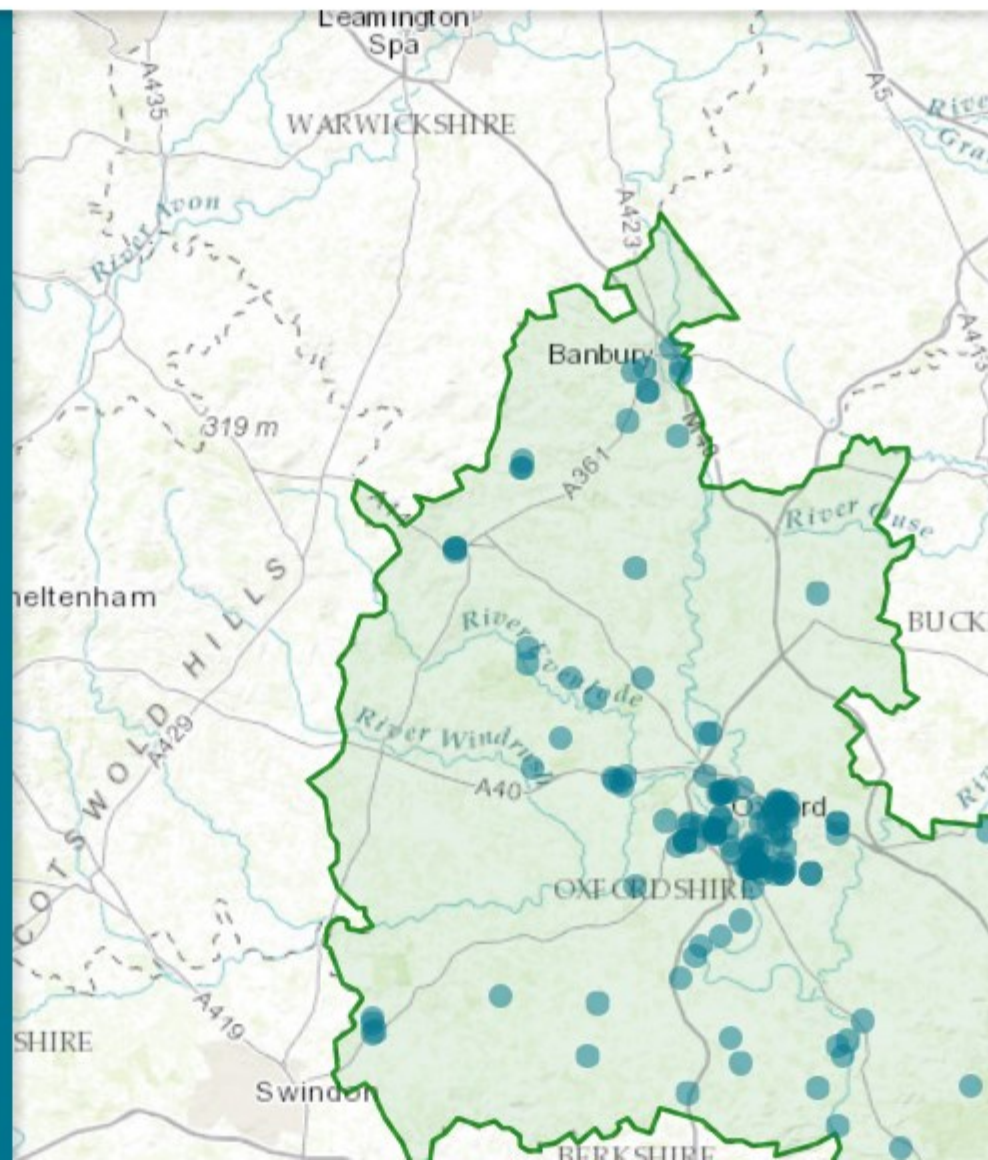 Leamington
Spa
A435
A5
WARWICKSHIRE
River Avon
A423
A413
Banbury
319 m
M40
A361
River Ouse
heltenham
BUCK
River Evenlode
HILLS
River Windrush
A429
A40
COTSWOLD
Oxford
OXFORDSHIRE
A419
SHIRE
Swindon
BERKSHIRE